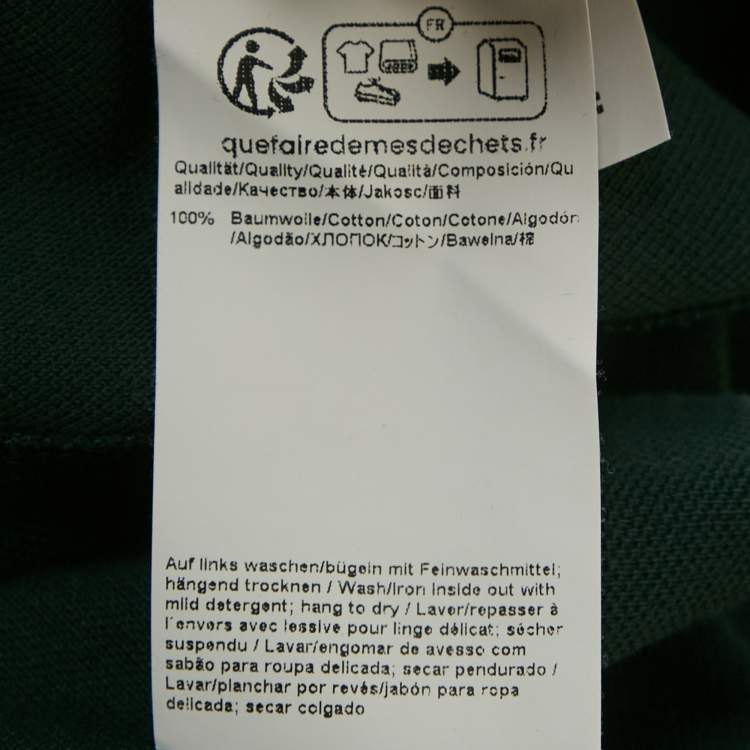 FR
quefairedemesdechets.fr
Qualität/Quality/Qualité/Qualità/Composición/Qu
alidade/Качество/本体/Jakosc/面料
100% Baumwolle/Cotton/Coton/Cotone/Algodón
/Algodão/ХЛОПОК/コットン/Bawelna/棉
Auf links waschen/bügeln mit Feinwaschmittel;
hängend trocknen / Wash/Iron inside out with
mild detergent; hang to dry / Laver/repasser à
l´envers avec lessive pour linge délicat; sécher
suspendu / Lavar/engomar de avesso com
sabão para roupa delicada; secar pendurado /
Lavar/planchar por revés/jabón para ropa
delicada; secar colgado